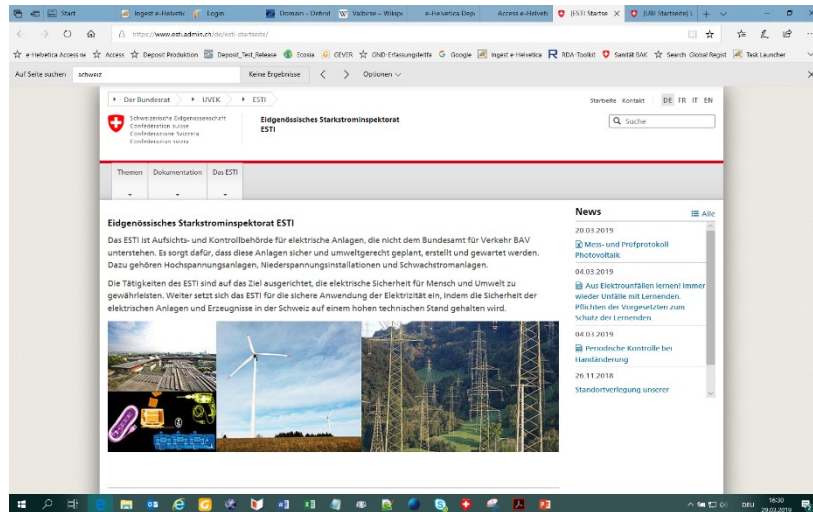 Start
Ingest e-Helvetic
Login
Domain - Definit
Valbirse – Wikipe
e-Helvetica Depo
Access e-Helveti
[ESTI Startse
[UBI Startseite] U
https://www.esti.admin.ch/de/esti-startseite/
e-Helvetica Access ne
Access
Deposit Produktion
Deposit_Test_Release
Ecosia
GEVER
GND-Erfassungsleitfa
Google
Ingest e-Helvetica
RDA-Toolkit
Sanität BAK
Search Global Regist
Task Launcher
Auf Seite suchen
schweiz
Keine Ergebnisse
Optionen
Der Bundesrat
UVEK
ESTI
Startseite Kontakt
DE FR IT EN
Schweizerische Eidgenossenschaft
Confédération suisse
Confederazione Svizzera
Confederaziun svizra
Eidgenössisches Starkstrominspektorat
ESTI
Suche
Themen
Dokumentation
Das ESTI
Eidgenössisches Starkstrominspektorat ESTI
Das ESTI ist Aufsichts- und Kontrollbehörde für elektrische Anlagen, die nicht dem Bundesamt für Verkehr BAV
unterstehen. Es sorgt dafür, dass diese Anlagen sicher und umweltgerecht geplant, erstellt und gewartet werden.
Dazu gehören Hochspannungsanlagen, Niederspannungsinstallationen und Schwachstromanlagen.
Die Tätigkeiten des ESTI sind auf das Ziel ausgerichtet, die elektrische Sicherheit für Mensch und Umwelt zu
gewährleisten. Weiter setzt sich das ESTI für die sichere Anwendung der Elektrizität ein, indem die Sicherheit der
elektrischen Anlagen und Erzeugnisse in der Schweiz auf einem hohen technischen Stand gehalten wird.
News
Alle
20.03.2019
Mess- und Prüfprotokoll
Photovoltaik
04.03.2019
Aus Elektrounfällen lernen! Immer
wieder Unfälle mit Lernenden.
Pflichten der Vorgesetzten zum
Schutz der Lernenden
04.03.2019
Periodische Kontrolle bei
Handänderung
26.11.2018
Standortverlegung unserer
DEU
16:30
29.03.2019